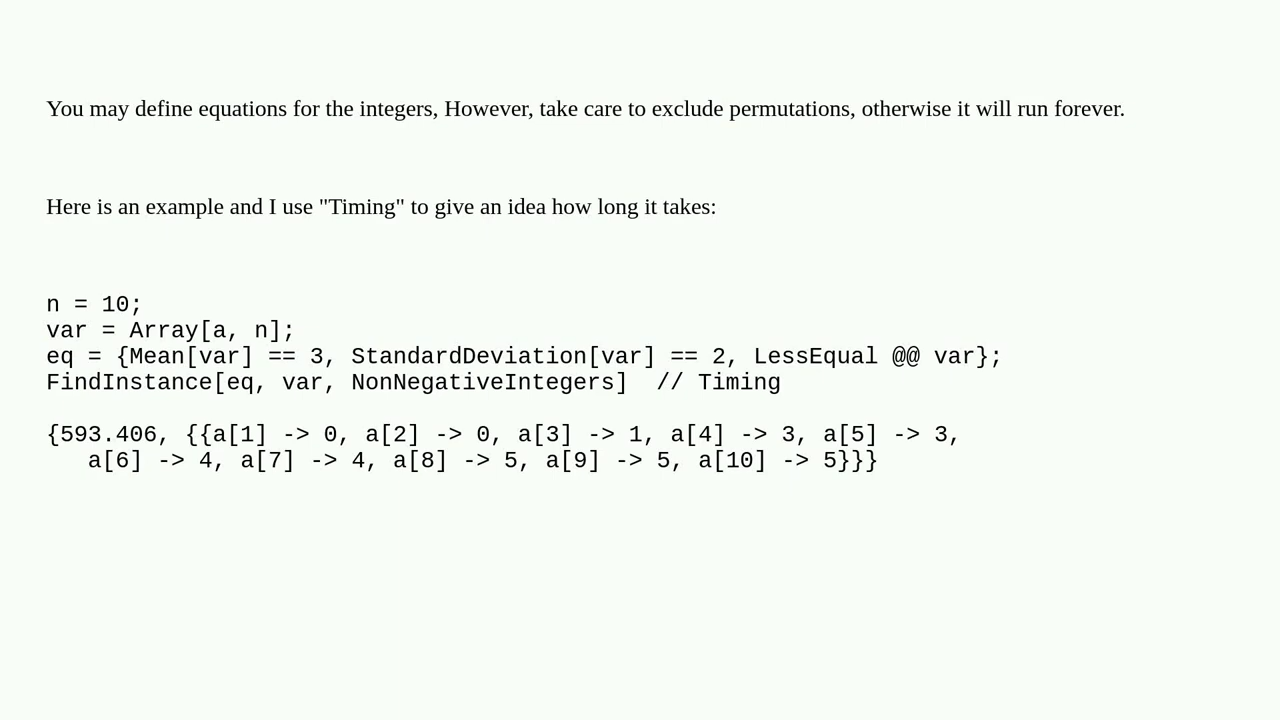 You may define equations for the integers, However, take care to exclude permutations, otherwise it will run forever.
Here is an example and I use "Timing" to give an idea how long it takes:
n = 10;
var = Array[a, n];
eq = {Mean[var] == 3, StandardDeviation[var] == 2, LessEqual @@ var};
FindInstance[eq, var, NonNegativeIntegers]  // Timing
{593.406, {{a[1] -> 0, a[2] -> 0, a[3] -> 1, a[4] -> 3, a[5] -> 3,
   a[6] -> 4, a[7] -> 4, a[8] -> 5, a[9] -> 5, a[10] -> 5}}}